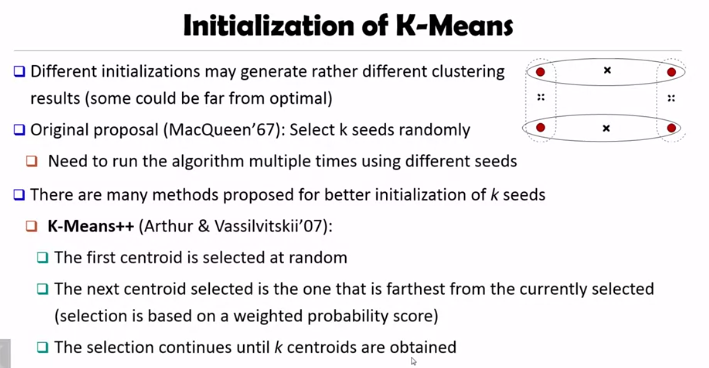 Initialization of K-Means
Different initializations may generate rather different clustering
results (some could be far from optimal)
Original proposal (MacQueen'67): Select k seeds randomly
Need to run the algorithm multiple times using different seeds
There are many methods proposed for better initialization of k seeds
K-Means++ (Arthur & Vassilvitskii'07):
The first centroid is selected at random
The next centroid selected is the one that is farthest from the currently selected
(selection is based on a weighted probability score)
The selection continues until k centroids are obtained